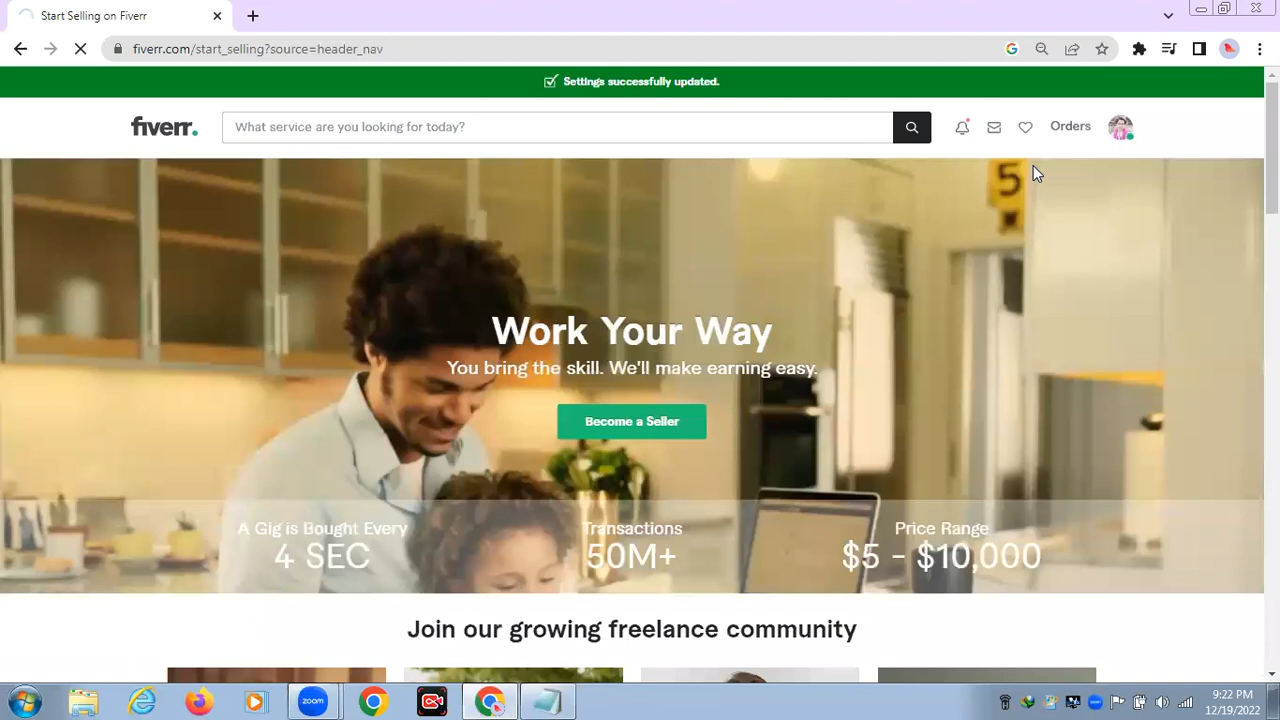 Start Selling on Fiverr
fiverr.com/start_selling?source=header_nav
Settings successfully updated.
fiverr.
What service are you looking for today?
Orders
5
Work Your Way
You bring the skill. We'll make earning easy.
Become a Seller
A Gig is Bought Every
4 SEC
Transactions
50M+
Price Range
$5 - $10,000
Join our growing freelance community
zoom
9:22 PM
12/19/2022